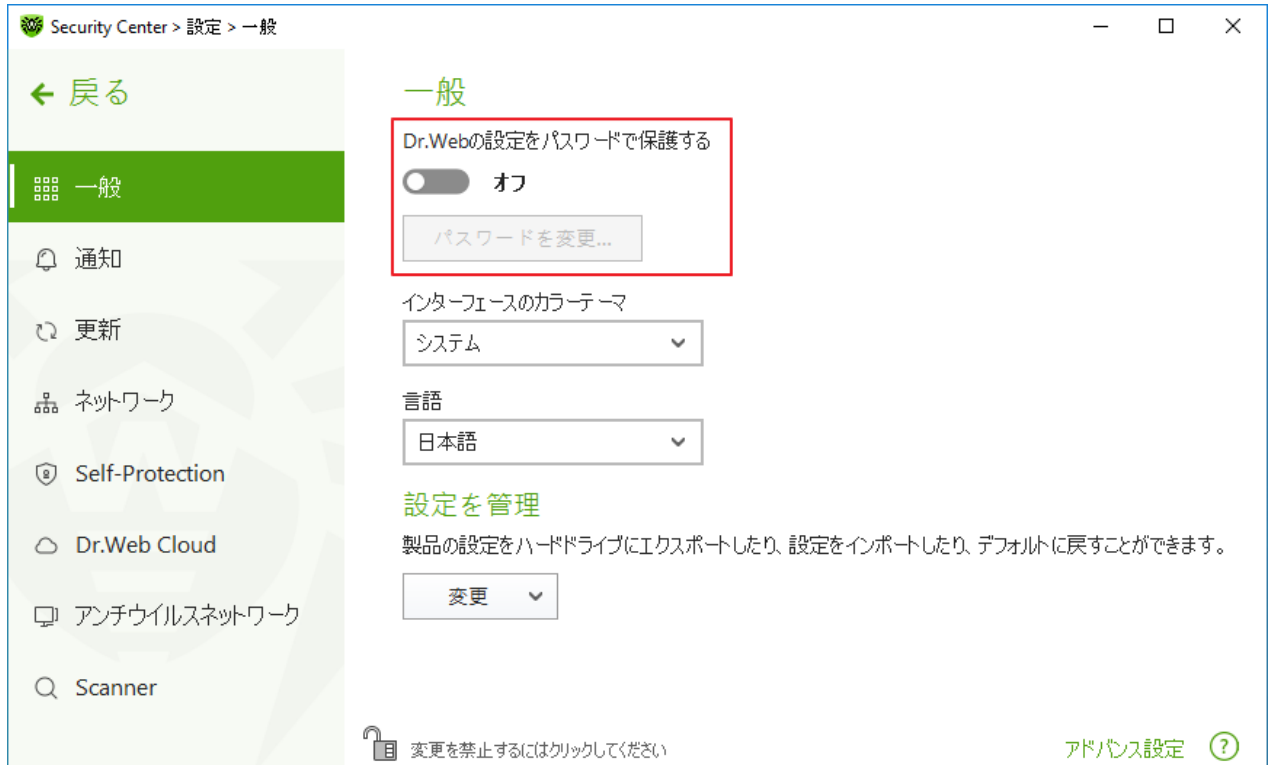 Security Center > 設定 > 一般
戻る
一般
通知
更新
ネットワーク
Self-Protection
Dr.Web Cloud
アンチウイルスネットワーク
Scanner
一般
Dr.Webの設定をパスワードで保護する
オフ
パスワードを変更...
インターフェースのカラーテーマ
システム
言語
日本語
設定を管理
製品の設定をハードドライブにエクスポートしたり、設定をインポートしたり、デフォルトに戻すことができます。
変更
変更を禁止するにはクリックしてください
アドバンス設定 ?